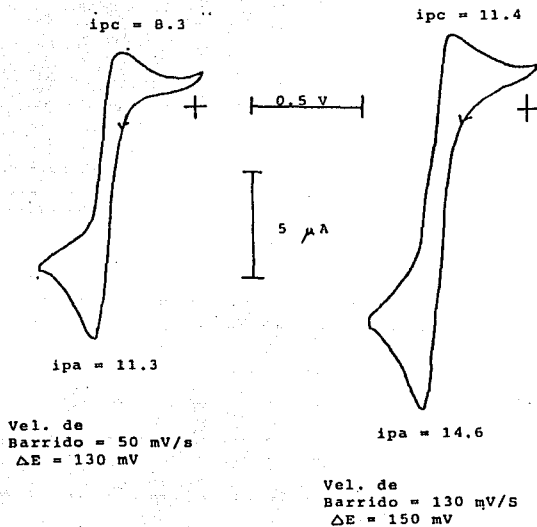 ipc = 8.3
ipc = 11.4
0.5 V
5 μA
ipa = 11.3
ipa = 14.6
Vel. de
Barrido = 50 mV/s
ΔE = 130 mV
Vel. de
Barrido = 130 mV/S
ΔE = 150 mV